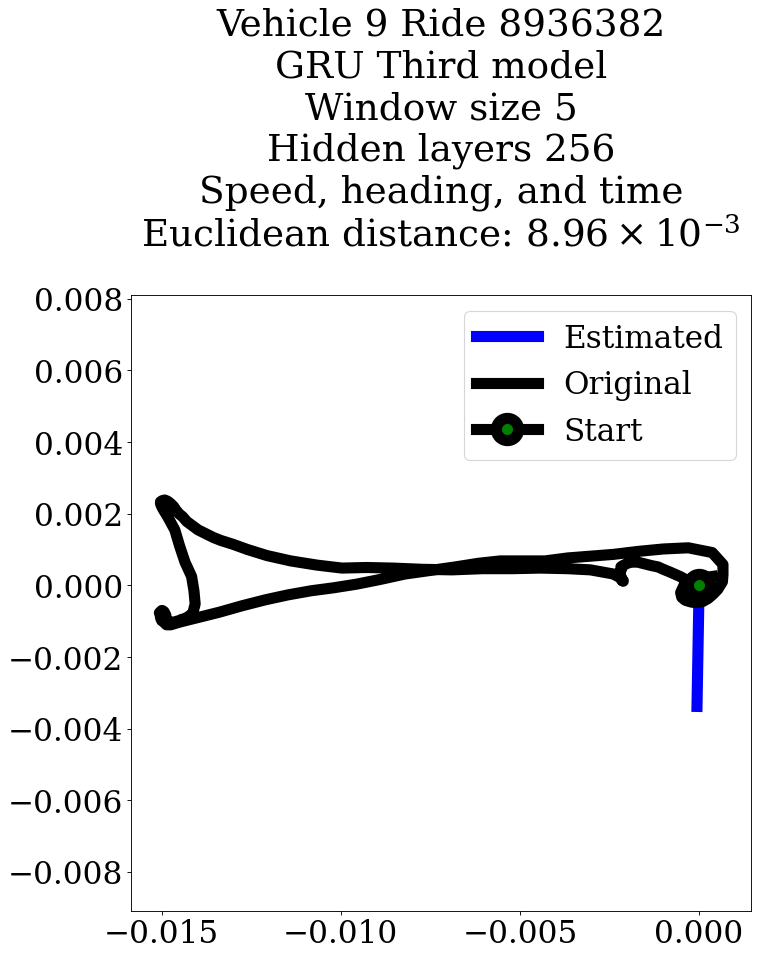 Vehicle 9 Ride 8936382
GRU Third model
Window size 5
Hidden layers 256
Speed, heading, and time
Euclidean distance: 8.96 × 10⁻³
0.008
0.006
0.004
0.002
0.000
−0.002
−0.004
−0.006
−0.008
Estimated
Original
Start
−0.015
−0.010
−0.005
0.000